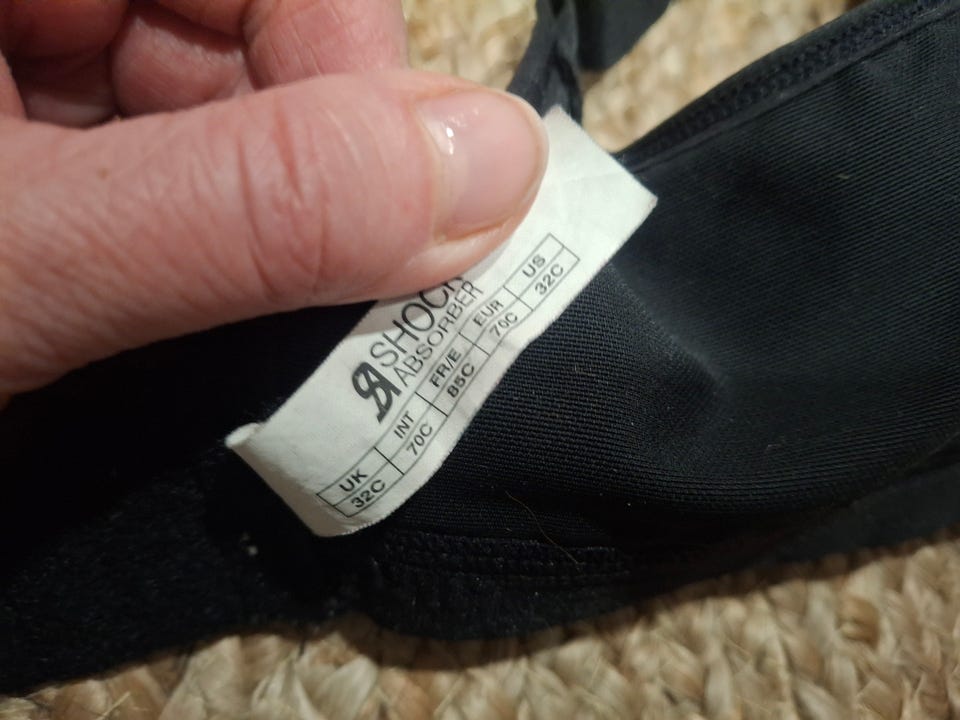 SHOCK
ABSORBER
UK INT FR/E EUR US
32C 70C 85C 70C 32C